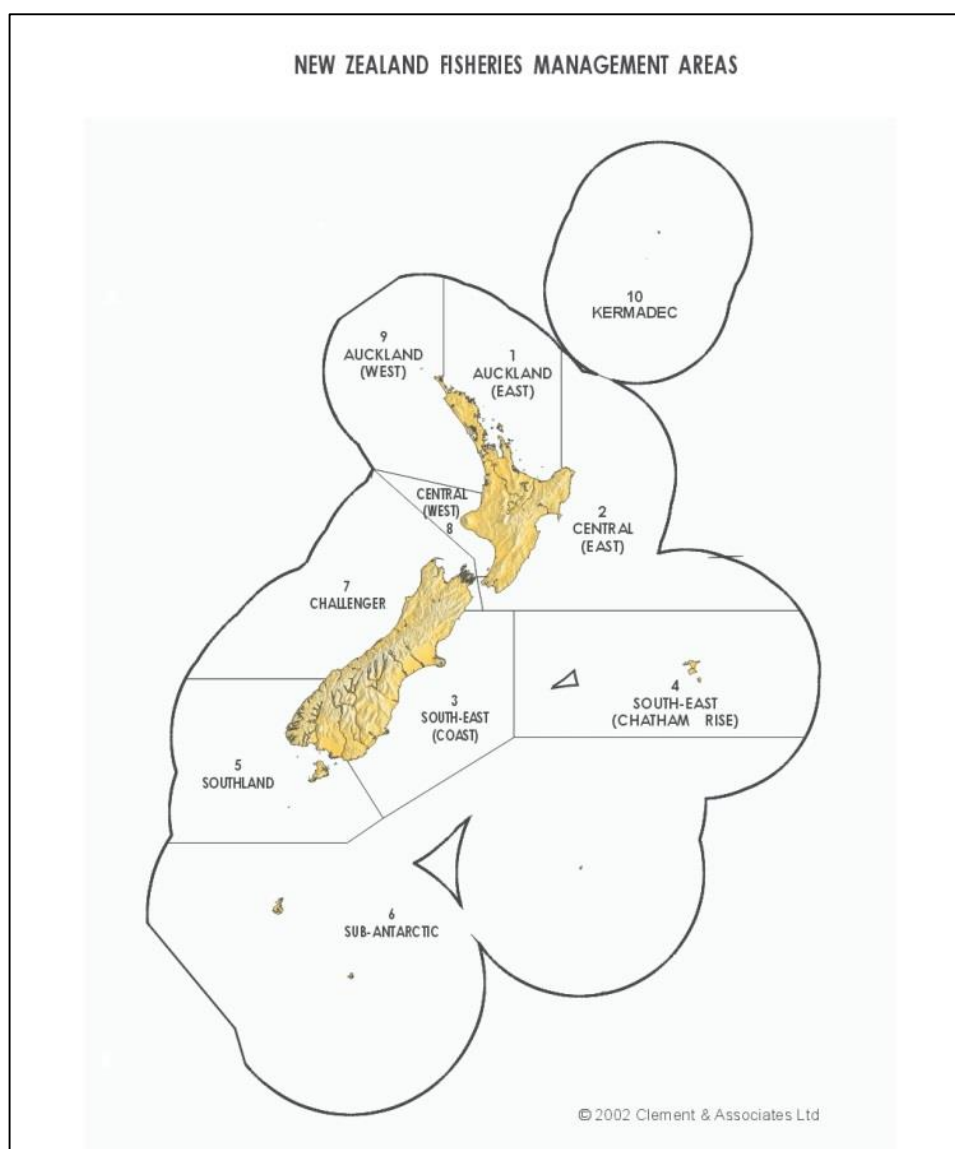 NEW ZEALAND FISHERIES MANAGEMENT AREAS
10
KERMADEC
9
AUCKLAND
(WEST)
1
AUCKLAND
(EAST)
CENTRAL
(WEST)
8
2
CENTRAL
(EAST)
7
CHALLENGER
3
SOUTH-EAST
(COAST)
4
SOUTH-EAST
(CHATHAM RISE)
5
SOUTHLAND
6
SUB-ANTARCTIC
© 2002 Clement & Associates Ltd